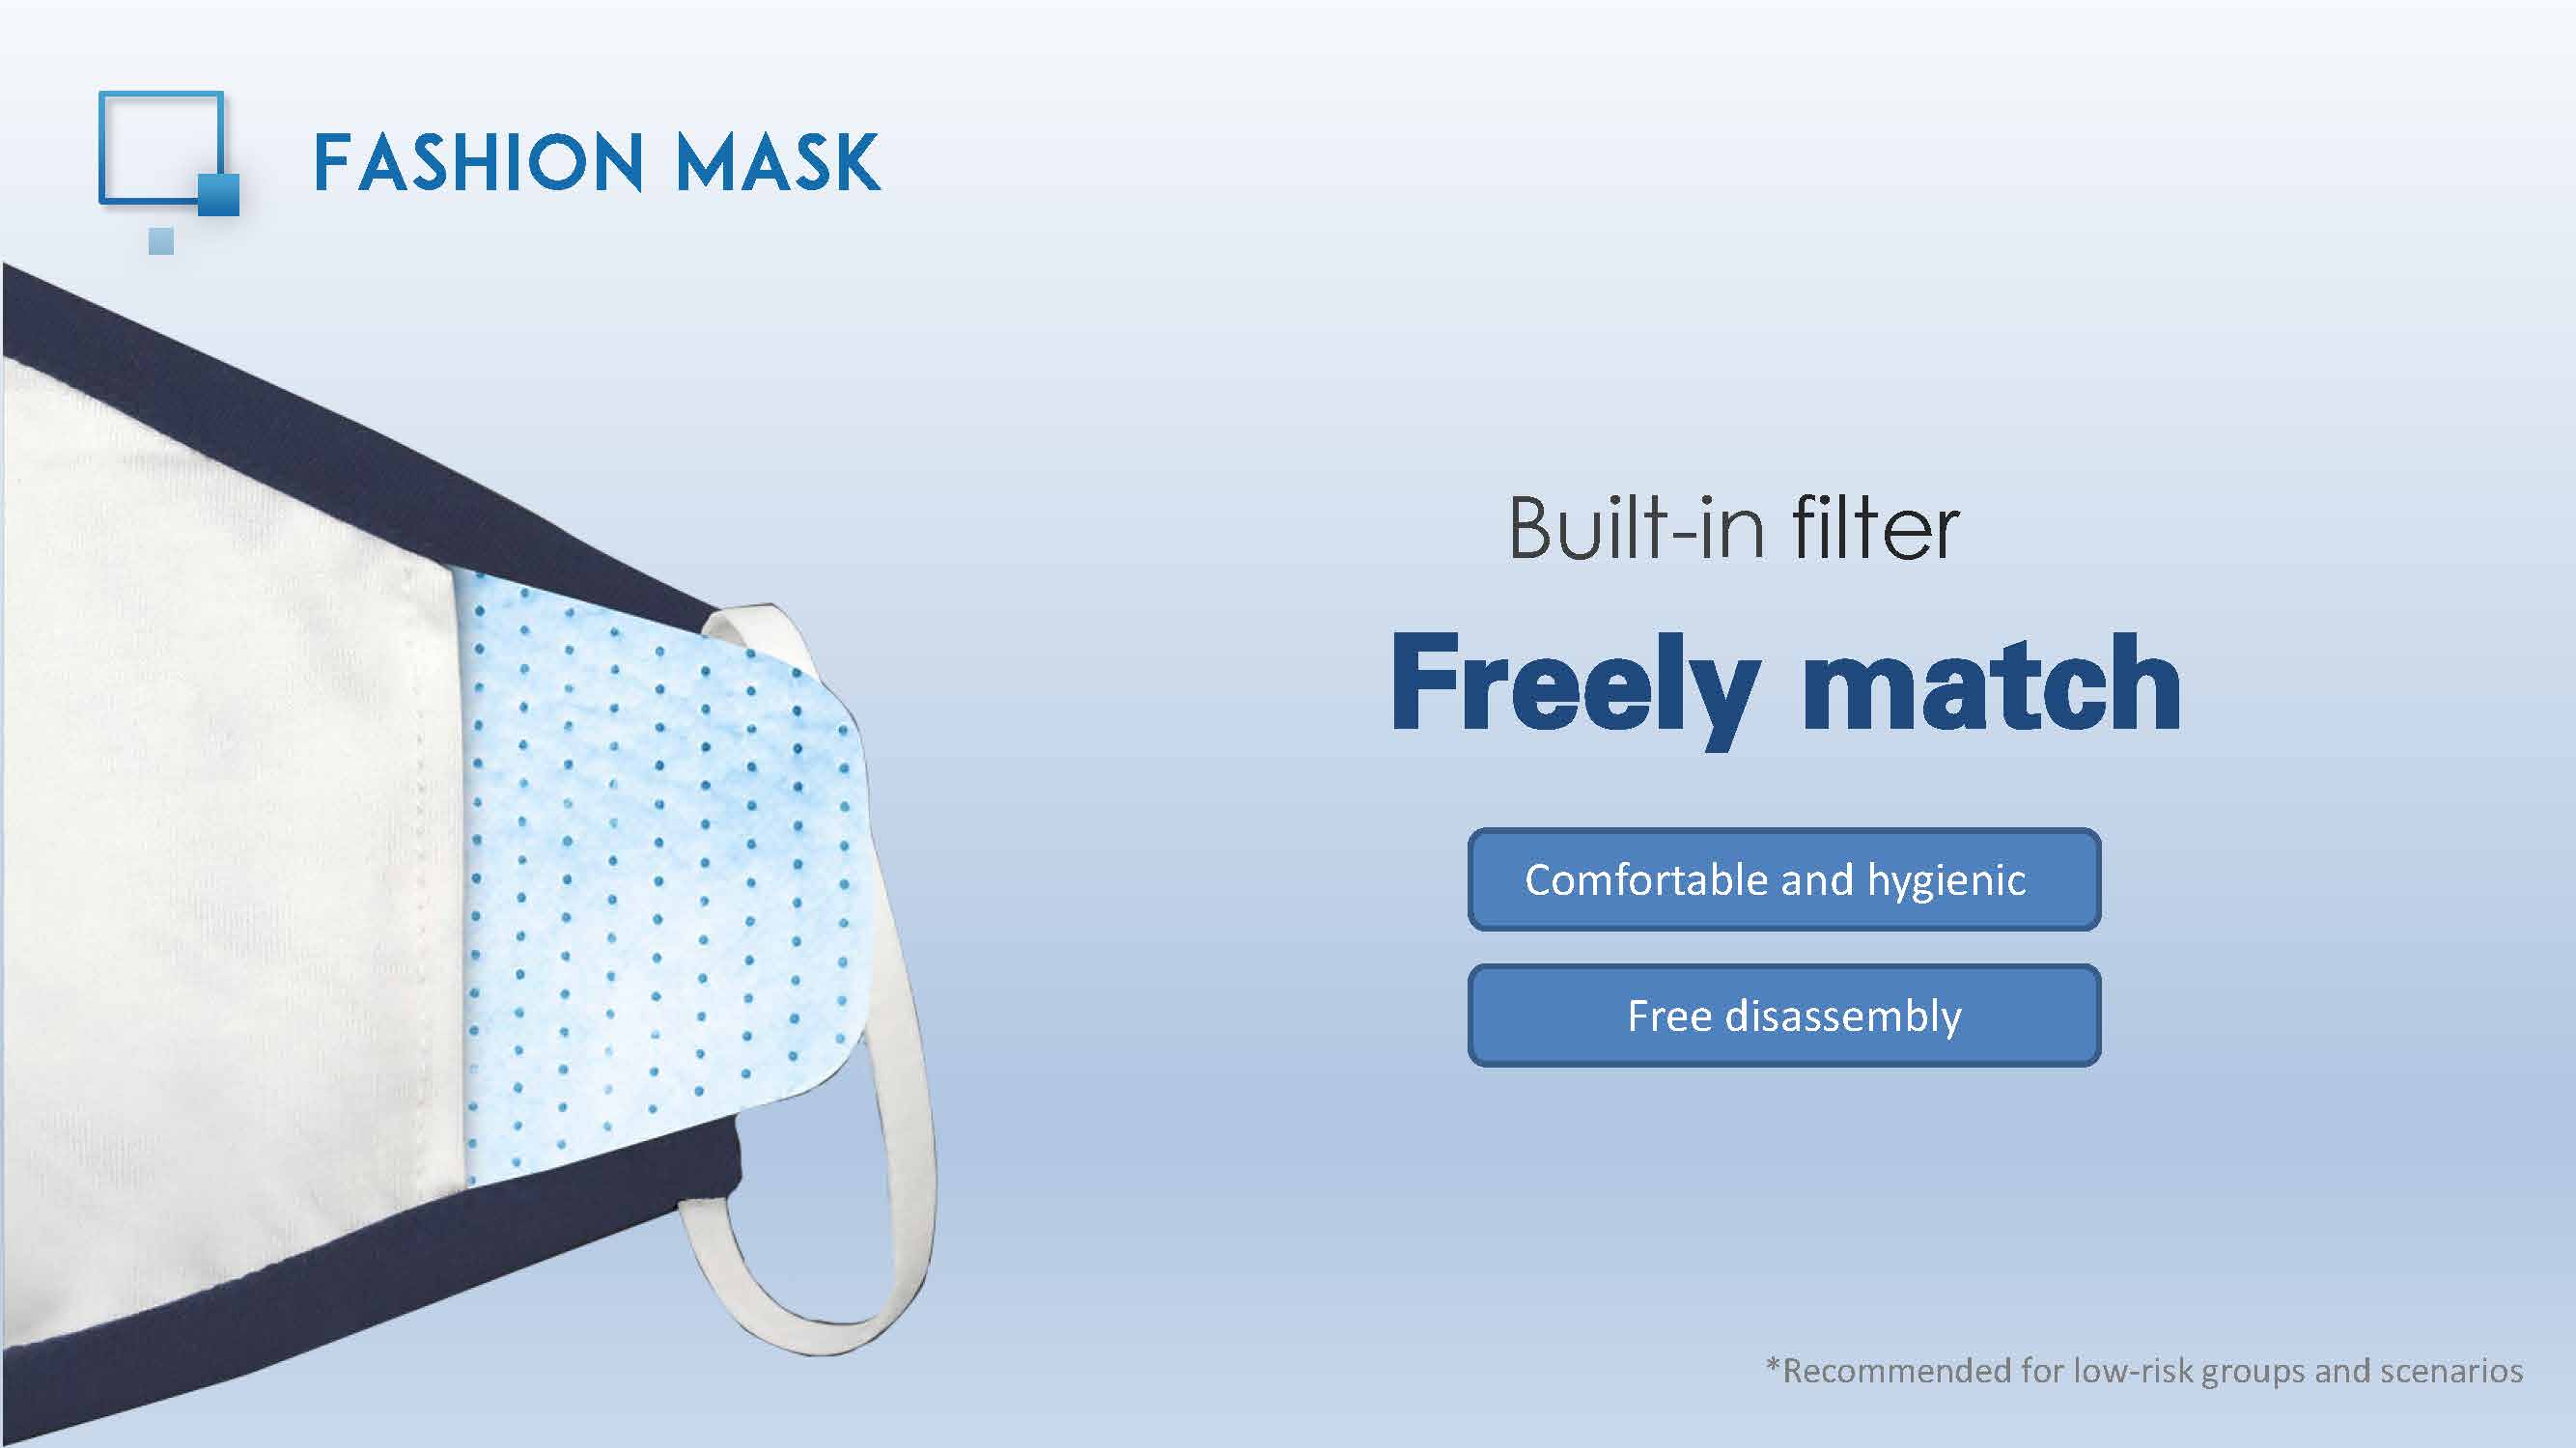 FASHION MASK
Built-in filter
Freely match
Comfortable and hygienic
Free disassembly
*Recommended for low-risk groups and scenarios